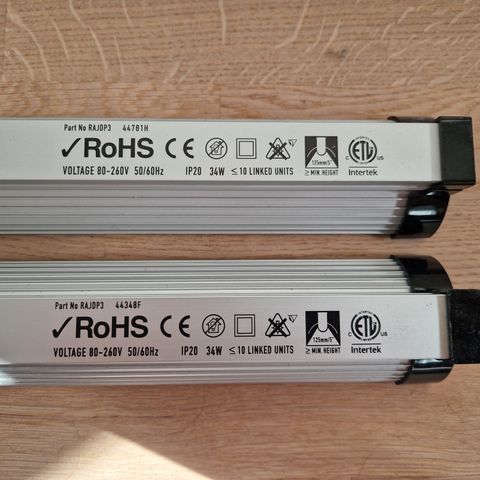 Part No RAJDP3 44781H
✓RoHS CE 125mm/5" C ETL US
VOLTAGE 80-260V 50/60Hz IP20 34W ≤ 10 LINKED UNITS ≥ MIN. HEIGHT Intertek
Part No RAJDP3 44348F
✓RoHS CE 125mm/5" C ETL US
VOLTAGE 80-260V 50/60Hz IP20 34W ≤ 10 LINKED UNITS ≥ MIN. HEIGHT Intertek